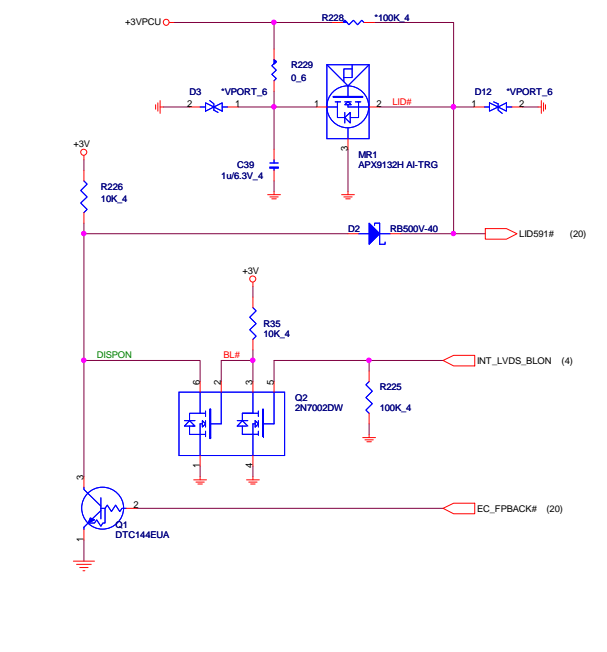 R228 *100K_4
+3VPCU
R229
0_6
D3 *VPORT_6
D12 *VPORT_6
2 1
1 2
LID#
1 2
3
MR1
APX9132H AI-TRG
C39
1u/6.3V_4
+3V
R226
10K_4
D2 RB500V-40
LID591# (20)
+3V
R35
10K_4
DISPON
BL#
INT_LVDS_BLON (4)
6 2 3 5
R225
100K_4
Q2
2N7002DW
1 4
3
2
EC_FPBACK# (20)
Q1
DTC144EUA
1